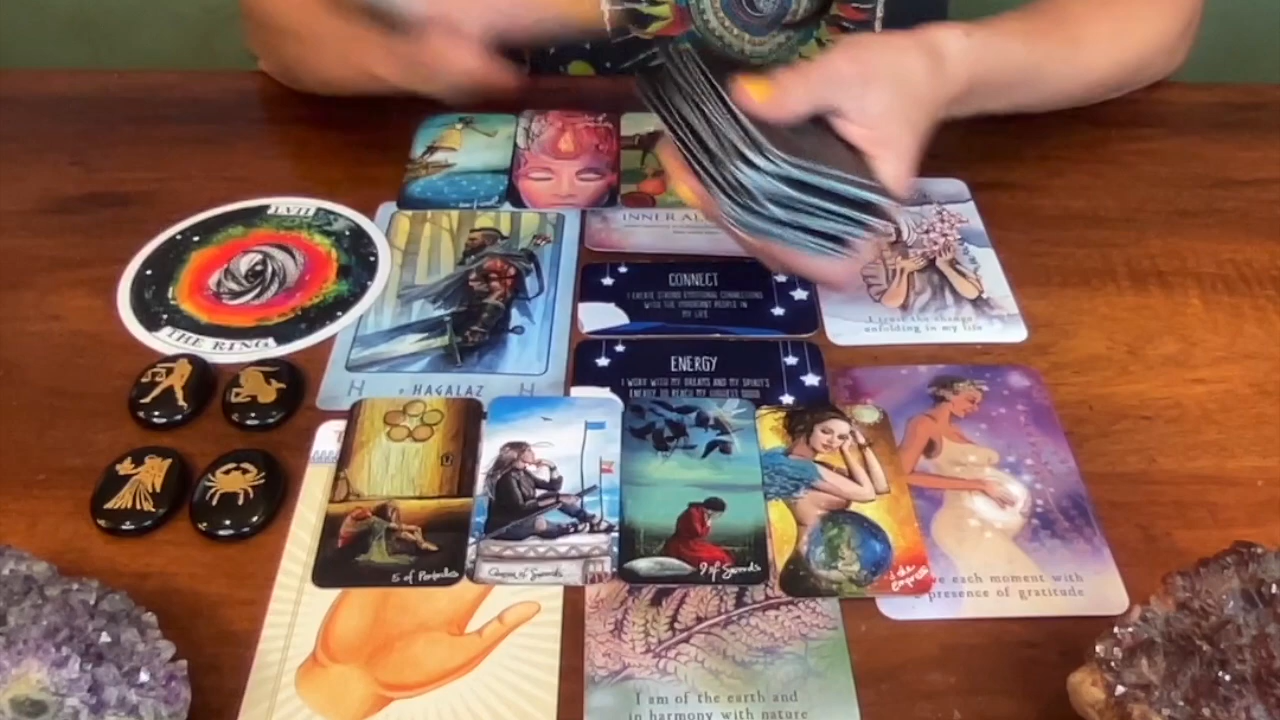 INNER
LVII
THE RING
HAGALAZ
CONNECT
I CREATE STRONG EMOTIONAL CONNECTIONS
WITH THE IMPORTANT PEOPLE IN
MY LIFE
I trust the change
unfolding in my life
ENERGY
I WORK WITH MY DREAMS AND MY SPIRIT'S
ENERGY TO REACH MY HIGHEST GOOD
5 of Pentacles
Queen of Swords
9 of Swords
the
Empress
each moment with
presence of gratitude
I am of the earth and
in harmony with nature